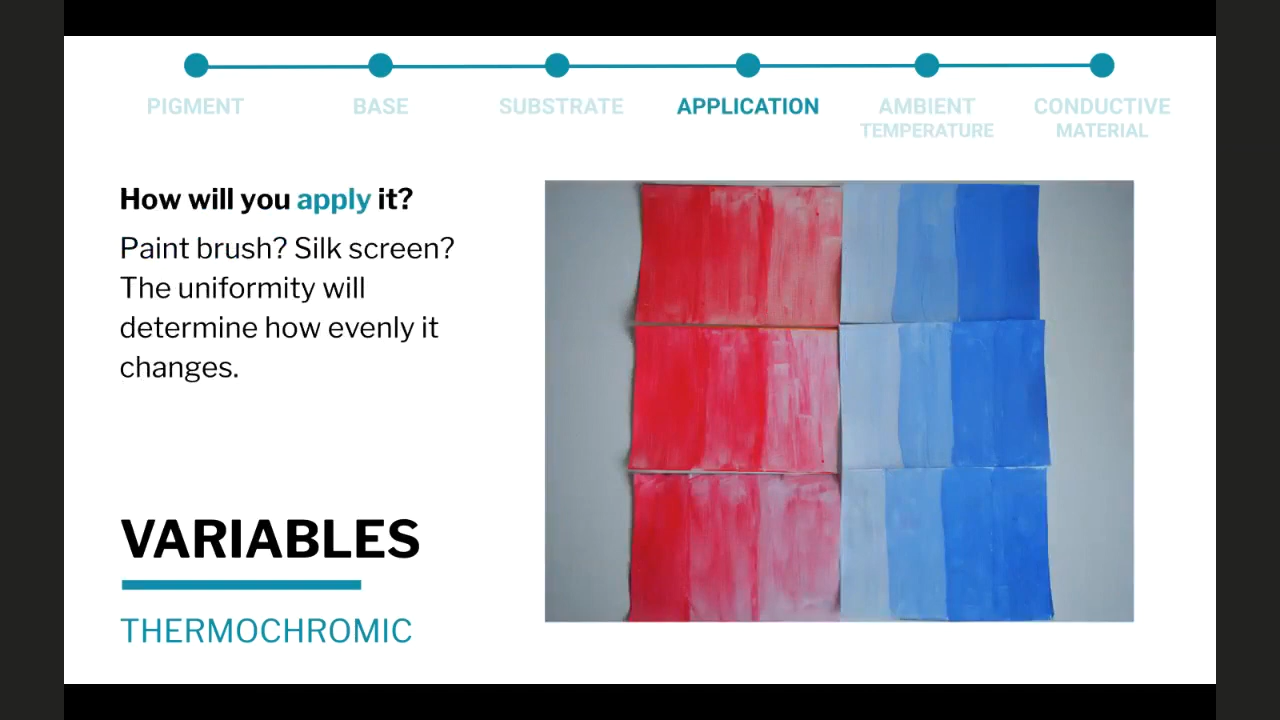 PIGMENT
BASE
SUBSTRATE
APPLICATION
AMBIENT
TEMPERATURE
CONDUCTIVE
MATERIAL
How will you apply it?
Paint brush? Silk screen?
The uniformity will
determine how evenly it
changes.
VARIABLES
THERMOCHROMIC